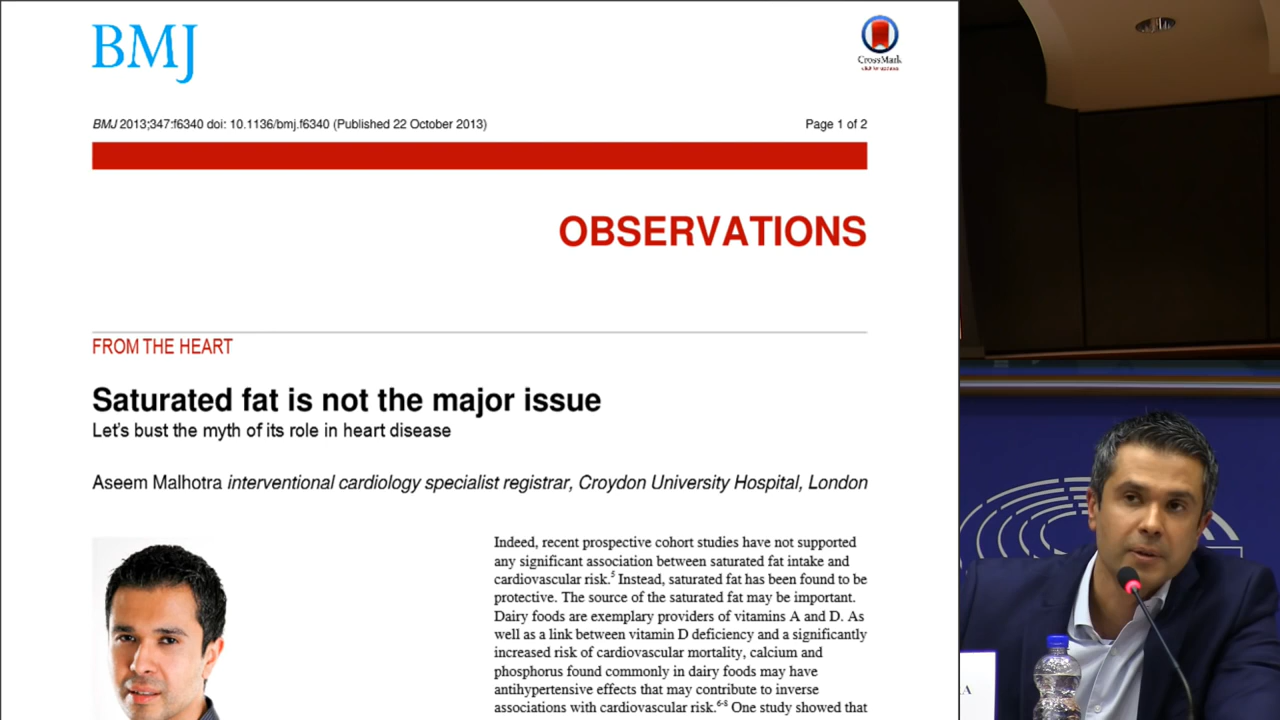 BMJ
CrossMark
BMJ 2013;347:f6340 doi: 10.1136/bmj.f6340 (Published 22 October 2013)
Page 1 of 2
OBSERVATIONS
FROM THE HEART
Saturated fat is not the major issue
Let's bust the myth of its role in heart disease
Aseem Malhotra interventional cardiology specialist registrar, Croydon University Hospital, London
Indeed, recent prospective cohort studies have not supported
any significant association between saturated fat intake and
cardiovascular risk.5 Instead, saturated fat has been found to be
protective. The source of the saturated fat may be important.
Dairy foods are exemplary providers of vitamins A and D. As
well as a link between vitamin D deficiency and a significantly
increased risk of cardiovascular mortality, calcium and
phosphorus found commonly in dairy foods may have
antihypertensive effects that may contribute to inverse
associations with cardiovascular risk.6-8 One study showed that